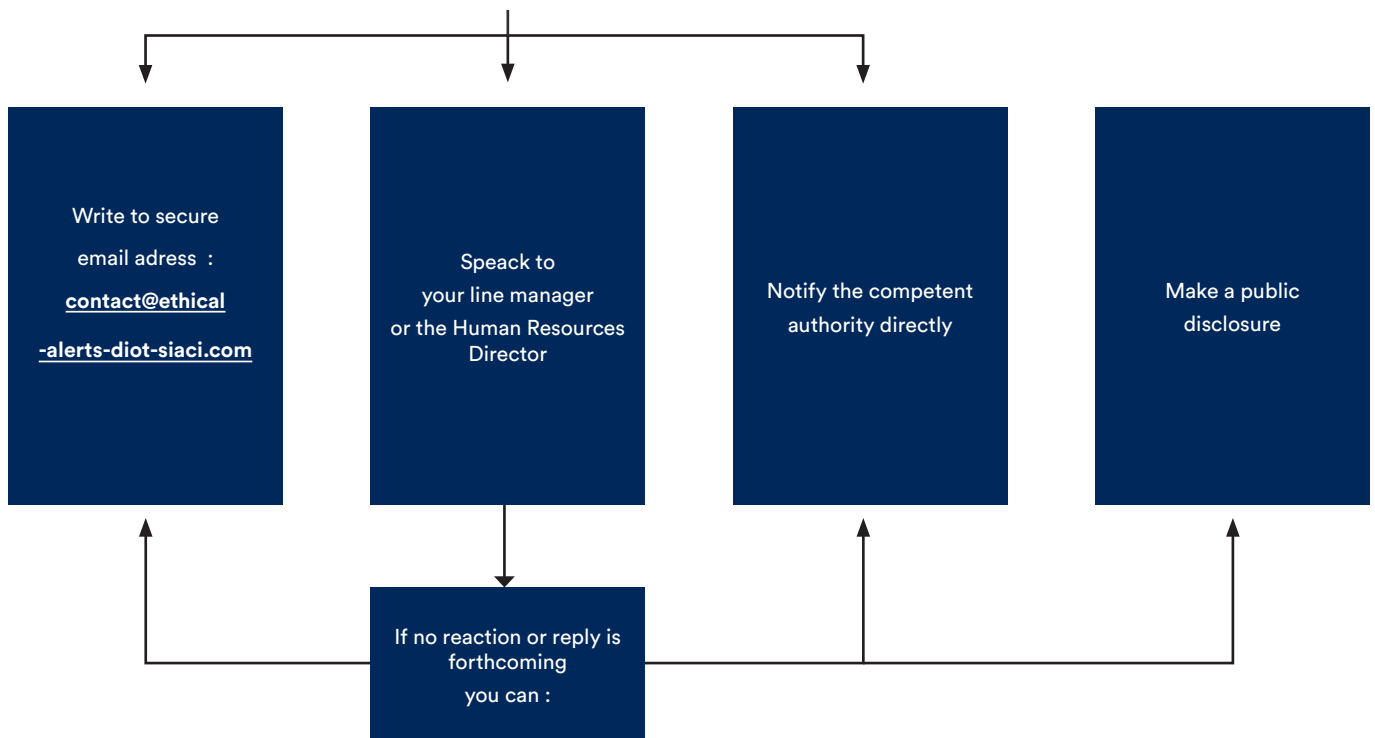 Write to secure
email adress :
contact@ethical
-alerts-diot-siaci.com
Speack to
your line manager
or the Human Resources
Director
Notify the competent
authority directly
Make a public
disclosure
If no reaction or reply is
forthcoming
you can :